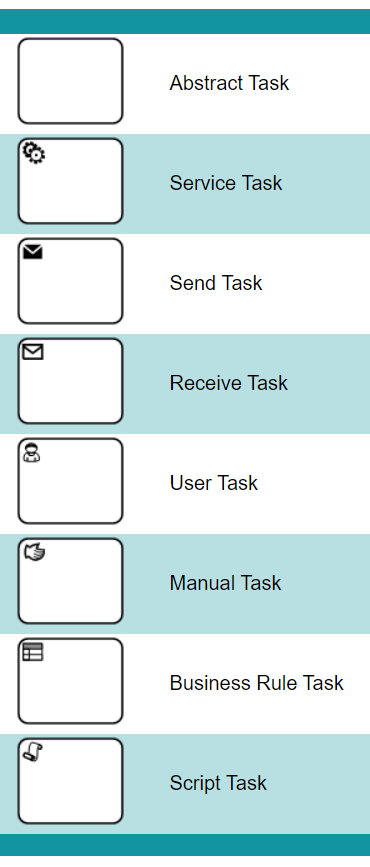 Abstract Task
Service Task
Send Task
Receive Task
User Task
Manual Task
Business Rule Task
Script Task